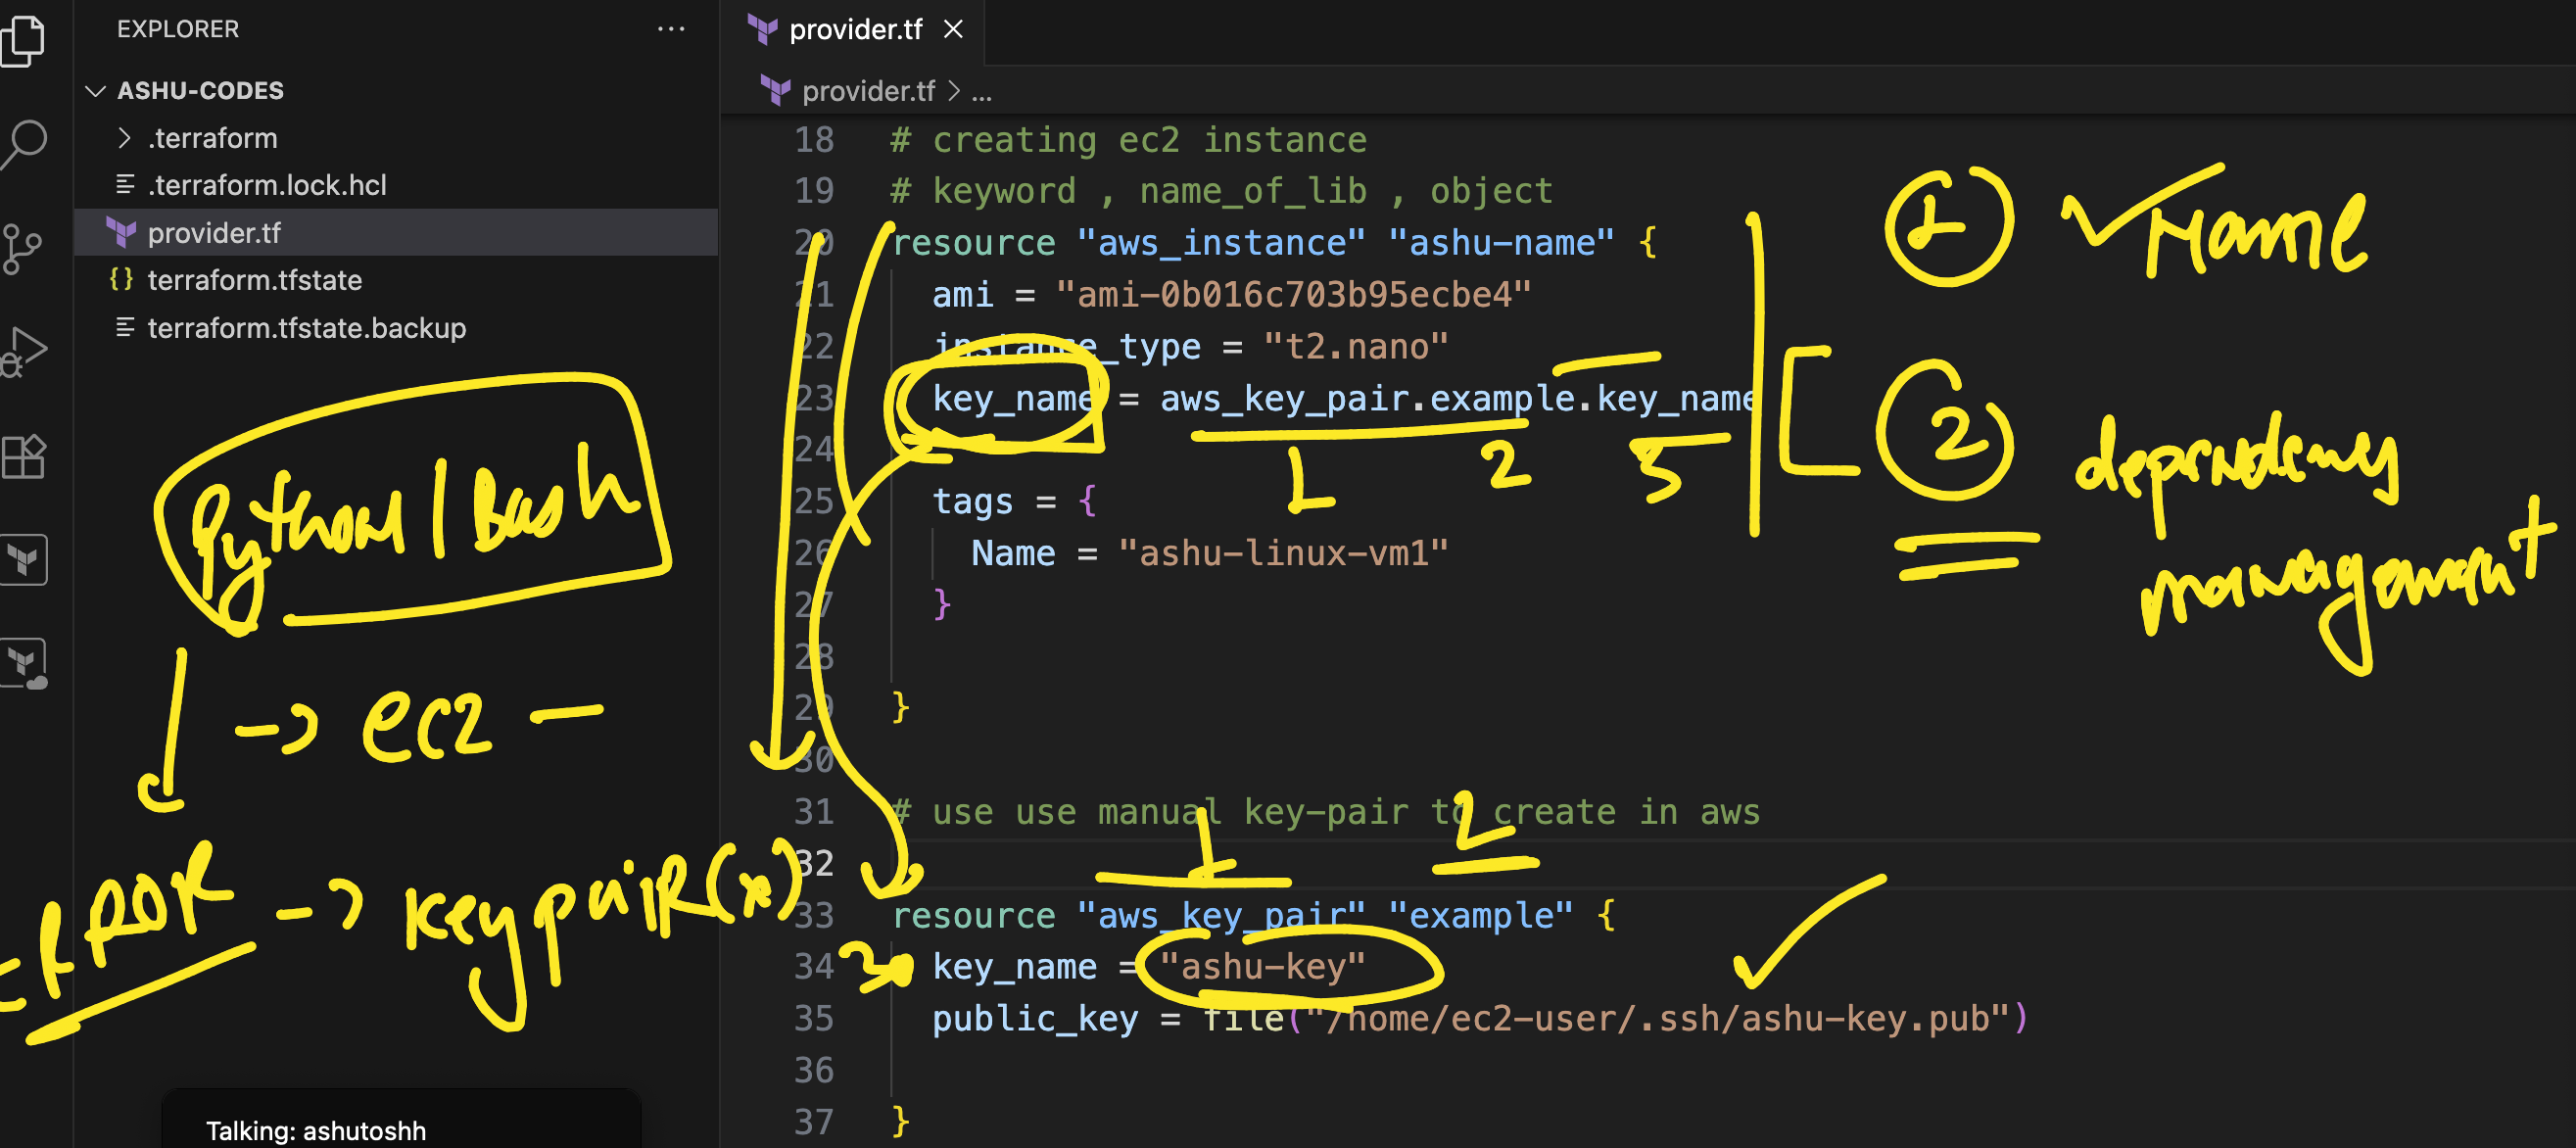 EXPLORER
ASHU-CODES
.terraform
.terraform.lock.hcl
provider.tf
terraform.tfstate
terraform.tfstate.backup
Python | Bash
-> ec2 -
ERROR -> keypair(x)
Talking: ashutoshh
provider.tf
provider.tf > ...
18 # creating ec2 instance
19 # keyword , name_of_lib , object
20 resource "aws_instance" "ashu-name" {
21 ami = "ami-0b016c703b95ecbe4"
22 instance_type = "t2.nano"
23 key_name = aws_key_pair.example.key_name
24
1 2 3
25 tags = {
26 Name = "ashu-linux-vm1"
27 }
28
29 }
30
31 # use use manual key-pair to create in aws
32
1 2
33 resource "aws_key_pair" "example" {
3
34 key_name = "ashu-key"
35 public_key = file("/home/ec2-user/.ssh/ashu-key.pub")
36
37 }
1 Name
2 dependency
management